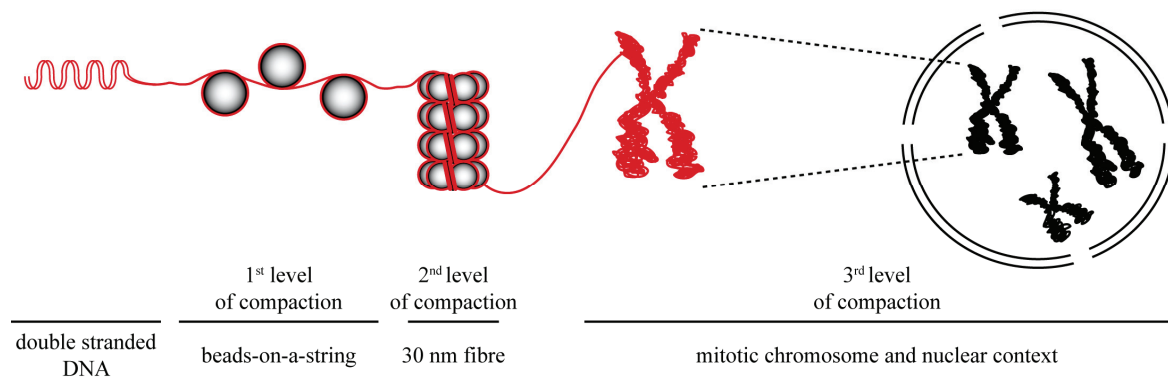 1st level
of compaction
2nd level
of compaction
3rd level
of compaction
double stranded
DNA
beads-on-a-string
30 nm fibre
mitotic chromosome and nuclear context